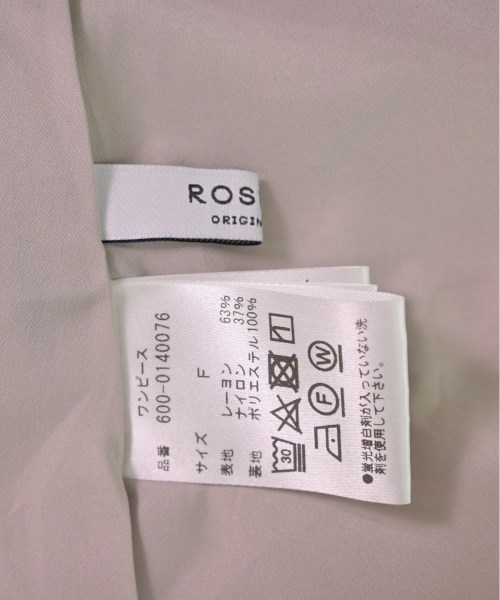 ROS
ORIGIN
ワンピース
品番 600-0140076
サイズ F
表地 レーヨン 63%
ナイロン 37%
裏地 ポリエステル 100%
30
F W
●蛍光増白剤が入っていない洗
剤を使用して下さい。